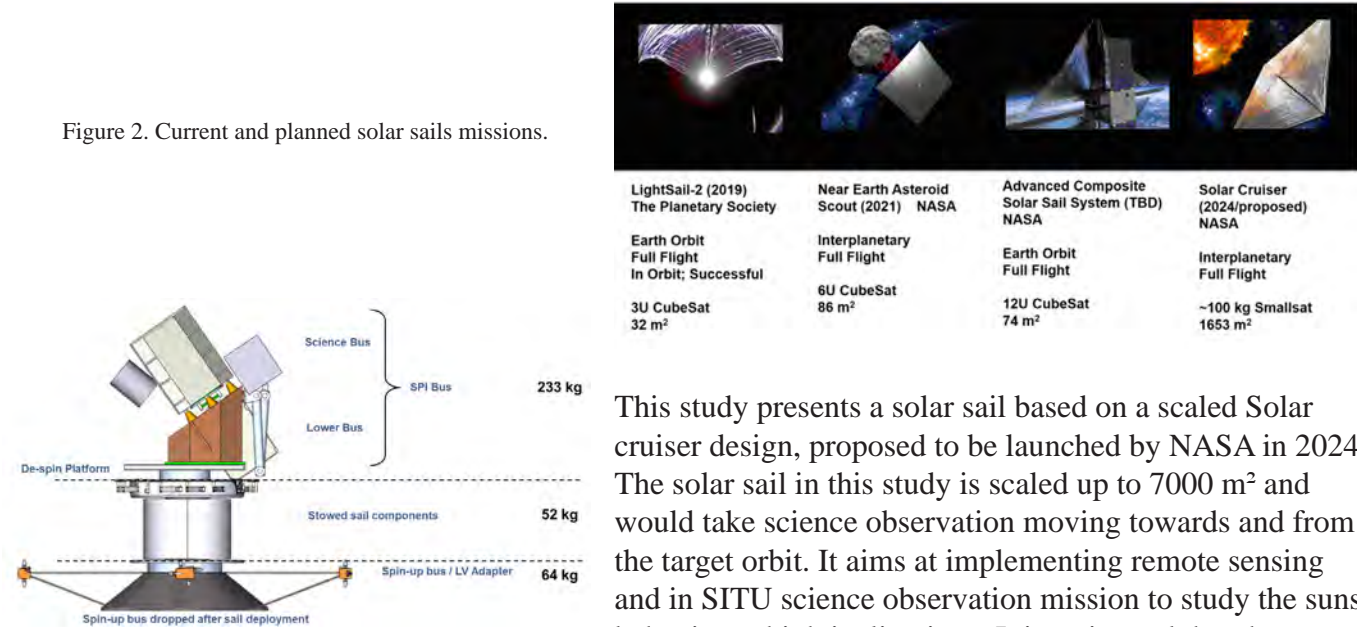 Figure 2. Current and planned solar sails missions.
LightSail-2 (2019)
The Planetary Society
Earth Orbit
Full Flight
In Orbit; Successful
3U CubeSat
32 m²
Near Earth Asteroid
Scout (2021) NASA
Interplanetary
Full Flight
6U CubeSat
86 m²
Advanced Composite
Solar Sail System (TBD)
NASA
Earth Orbit
Full Flight
12U CubeSat
74 m²
Solar Cruiser
(2024/proposed)
NASA
Interplanetary
Full Flight
~100 kg Smallsat
1653 m²
Science Bus
SPI Bus
233 kg
Lower Bus
De-spin Platform
Stowed sail components
52 kg
Spin-up bus / LV Adapter
64 kg
Spin-up bus dropped after sail deployment
This study presents a solar sail based on a scaled Solar
cruiser design, proposed to be launched by NASA in 2024
The solar sail in this study is scaled up to 7000 m² and
would take science observation moving towards and from
the target orbit. It aims at implementing remote sensing
and in SITU science observation mission to study the suns